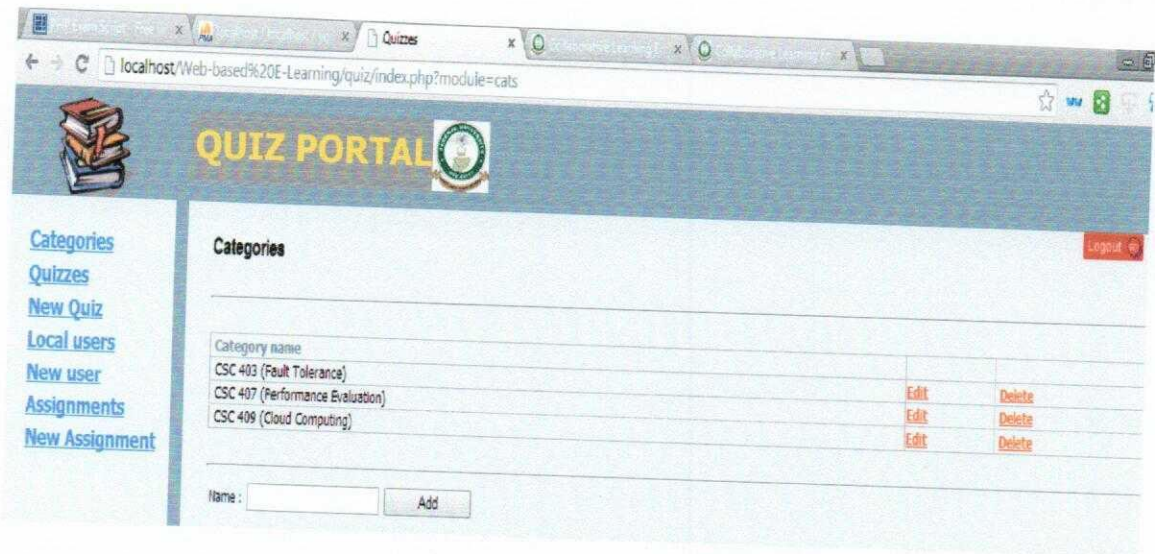 Quizzes
localhost/Web-based%20E-Learning/quiz/index.php?module=cats
QUIZ PORTAL
Categories
Quizzes
New Quiz
Local users
New user
Assignments
New Assignment
Categories
Logout
Category name
CSC 403 (Fault Tolerance) Edit Delete
CSC 407 (Performance Evaluation) Edit Delete
CSC 409 (Cloud Computing) Edit Delete
Name :
Add